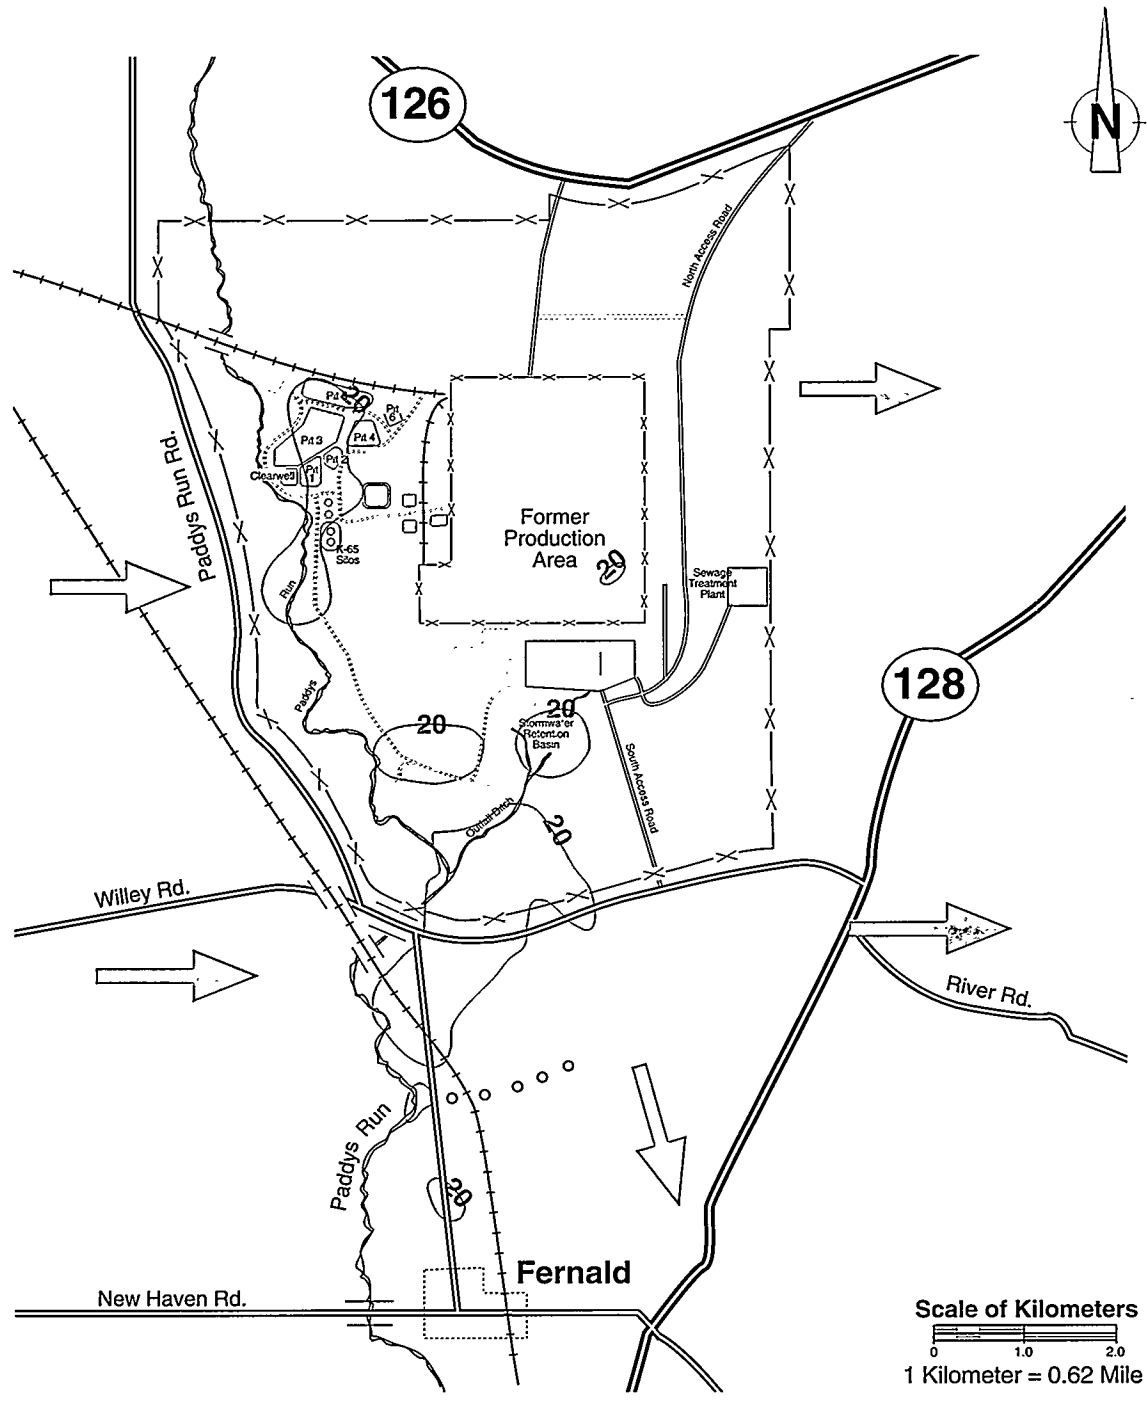 126
N
North Access Road
20
Pit 5
Pit
6
Pit 3
Pit 4
Pit 2
Pit
1
Clearwell
Paddys Run Rd.
K-65
Silos
Former
Production
Area
20
Sewage
Treatment
Plant
Run
Paddys
128
20
20
Stormwater
Retention
Basin
South Access Road
Outfall Ditch
20
Willey Rd.
River Rd.
Paddys Run
20
Fernald
New Haven Rd.
Scale of Kilometers
0 1.0 2.0
1 Kilometer = 0.62 Mile